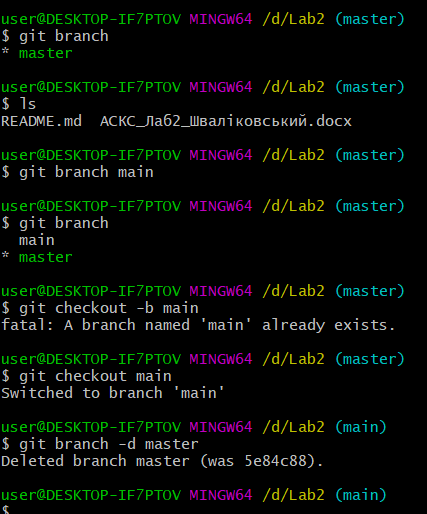 user@DESKTOP-IF7PTOV MINGW64 /d/Lab2 (master)
$ git branch
* master
user@DESKTOP-IF7PTOV MINGW64 /d/Lab2 (master)
$ ls
README.md  АСКС_Лаб2_Шваліковський.docx
user@DESKTOP-IF7PTOV MINGW64 /d/Lab2 (master)
$ git branch main
user@DESKTOP-IF7PTOV MINGW64 /d/Lab2 (master)
$ git branch
  main
* master
user@DESKTOP-IF7PTOV MINGW64 /d/Lab2 (master)
$ git checkout -b main
fatal: A branch named 'main' already exists.
user@DESKTOP-IF7PTOV MINGW64 /d/Lab2 (master)
$ git checkout main
Switched to branch 'main'
user@DESKTOP-IF7PTOV MINGW64 /d/Lab2 (main)
$ git branch -d master
Deleted branch master (was 5e84c88).
user@DESKTOP-IF7PTOV MINGW64 /d/Lab2 (main)
$